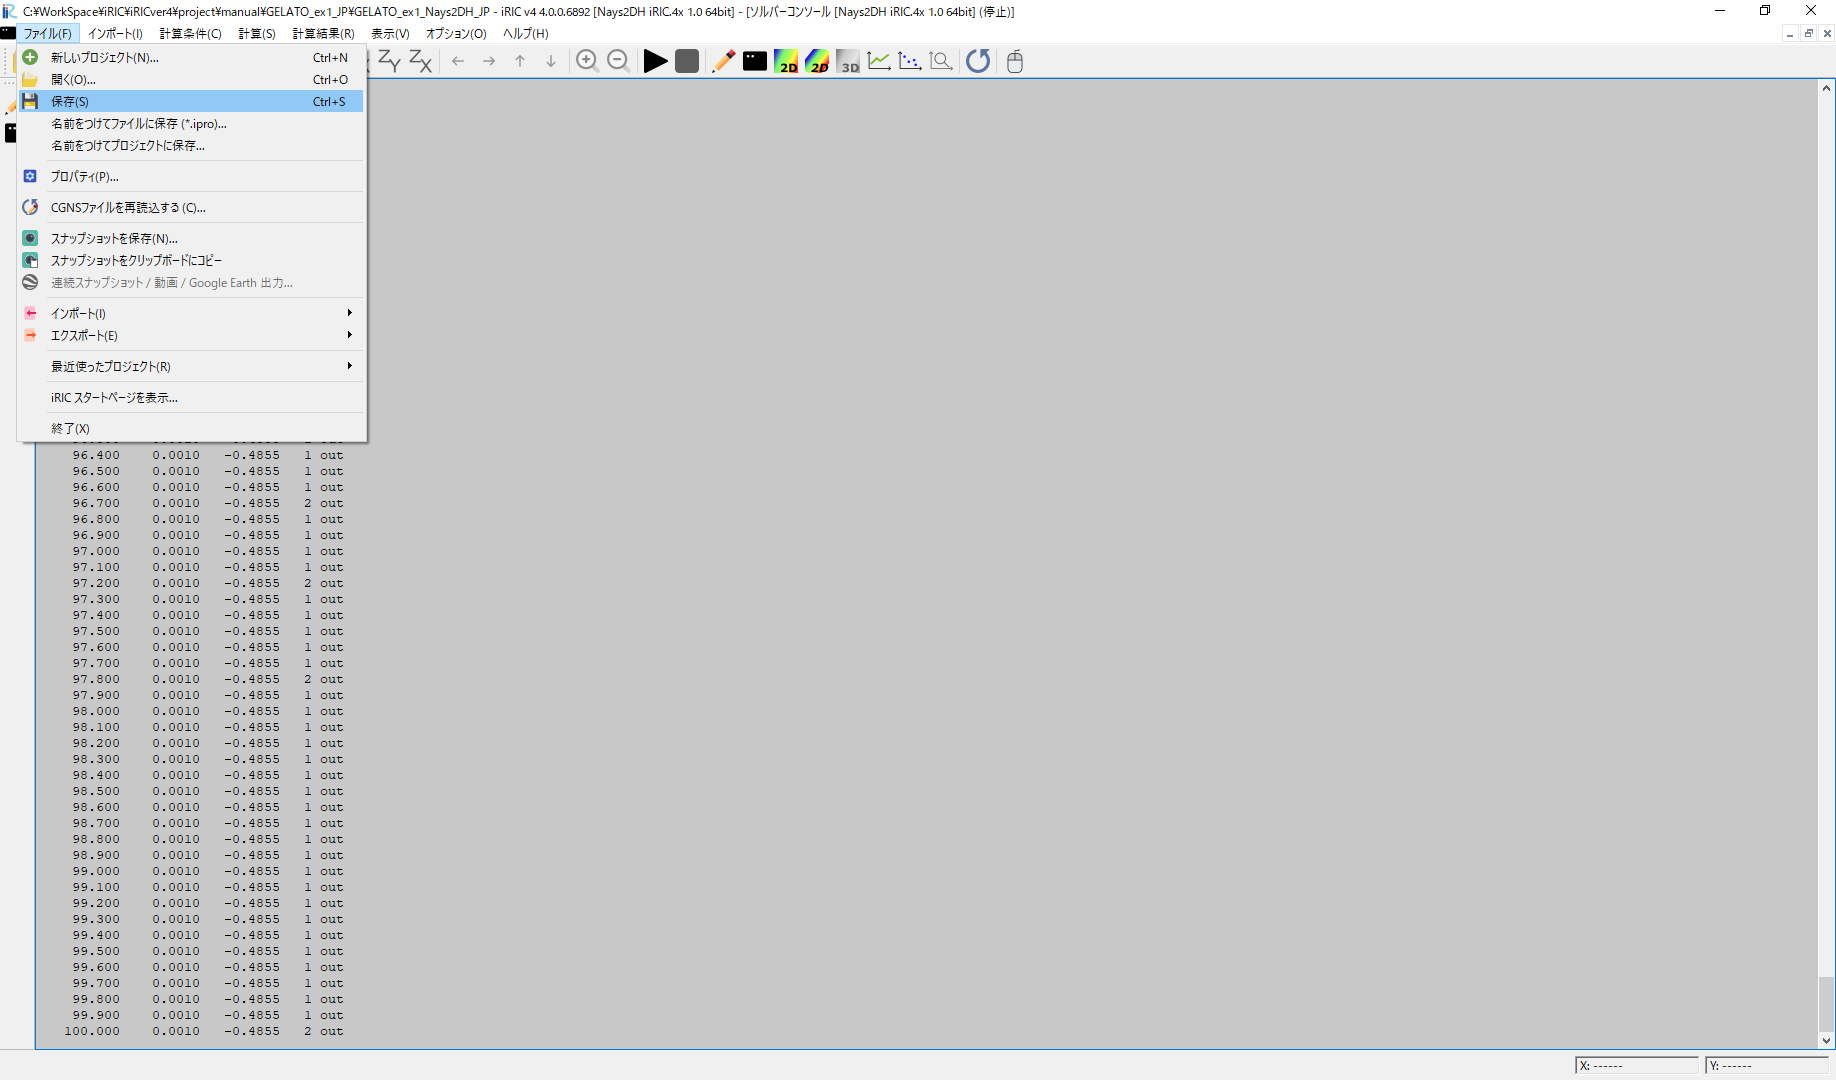 C:¥WorkSpace¥iRIC¥iRICver4¥project¥manual¥GELATO_ex1_JP¥GELATO_ex1_Nays2DH_JP - iRIC v4 4.0.0.6892 [Nays2DH iRIC.4x 1.0 64bit] - [ソルバーコンソール [Nays2DH iRIC.4x 1.0 64bit] (停止)]
ファイル(F) インポート(I) 計算条件(C) 計算(S) 計算結果(R) 表示(V) オプション(O) ヘルプ(H)
ZY ZX 2D 2D 3D
新しいプロジェクト(N)... Ctrl+N
開く(O)... Ctrl+O
保存(S) Ctrl+S
名前をつけてファイルに保存 (*.ipro)...
名前をつけてプロジェクトに保存...
プロパティ(P)...
CGNSファイルを再読込する (C)...
スナップショットを保存(N)...
スナップショットをクリップボードにコピー
連続スナップショット / 動画 / Google Earth 出力...
インポート(I)
エクスポート(E)
最近使ったプロジェクト(R)
iRIC スタートページを表示...
終了(X)
96.400 0.0010 -0.4855 1 out
96.500 0.0010 -0.4855 1 out
96.600 0.0010 -0.4855 1 out
96.700 0.0010 -0.4855 2 out
96.800 0.0010 -0.4855 1 out
96.900 0.0010 -0.4855 1 out
97.000 0.0010 -0.4855 1 out
97.100 0.0010 -0.4855 1 out
97.200 0.0010 -0.4855 2 out
97.300 0.0010 -0.4855 1 out
97.400 0.0010 -0.4855 1 out
97.500 0.0010 -0.4855 1 out
97.600 0.0010 -0.4855 1 out
97.700 0.0010 -0.4855 1 out
97.800 0.0010 -0.4855 2 out
97.900 0.0010 -0.4855 1 out
98.000 0.0010 -0.4855 1 out
98.100 0.0010 -0.4855 1 out
98.200 0.0010 -0.4855 1 out
98.300 0.0010 -0.4855 1 out
98.400 0.0010 -0.4855 1 out
98.500 0.0010 -0.4855 1 out
98.600 0.0010 -0.4855 1 out
98.700 0.0010 -0.4855 1 out
98.800 0.0010 -0.4855 1 out
98.900 0.0010 -0.4855 1 out
99.000 0.0010 -0.4855 1 out
99.100 0.0010 -0.4855 1 out
99.200 0.0010 -0.4855 1 out
99.300 0.0010 -0.4855 1 out
99.400 0.0010 -0.4855 1 out
99.500 0.0010 -0.4855 1 out
99.600 0.0010 -0.4855 1 out
99.700 0.0010 -0.4855 1 out
99.800 0.0010 -0.4855 1 out
99.900 0.0010 -0.4855 1 out
100.000 0.0010 -0.4855 2 out
X: ------ Y: ------